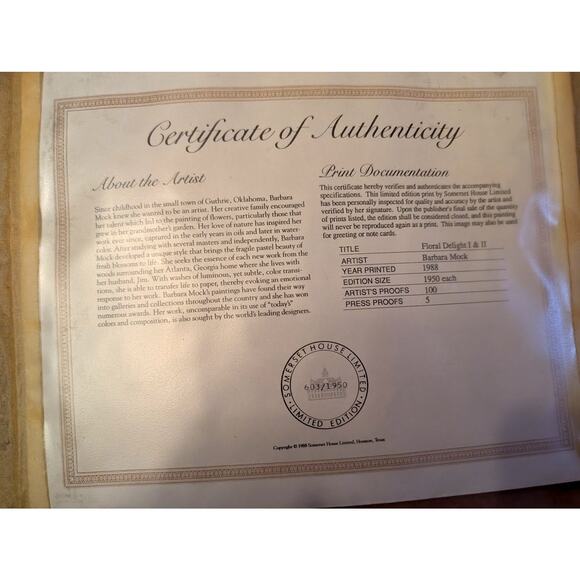 Certificate of Authenticity
About the Artist
Since childhood in the small town of Guthrie, Oklahoma, Barbara
Mock knew she wanted to be an artist. Her creative family encouraged
her talent which led to the painting of flowers, particularly those that
grew in her grandmother's garden. Her love of nature has inspired her
work ever since, captured in the early years in oils and later in water-
color. After studying with several masters and independently, Barbara
Mock developed a unique style that brings the fragile pastel beauty of
fresh blossoms to life. She seeks the essence of each new work from the
woods surrounding her Atlanta, Georgia home where she lives with
her husband, Jim. With washes of luminous, yet subtle, color transi-
tions, she is able to transfer life to paper, thereby evoking an emotional
response to her work. Barbara Mock's paintings have found their way
into galleries and collections throughout the country and she has won
numerous awards. Her work, uncomparable in its use of "today's"
colors and composition, is also sought by the world's leading designers.
Print Documentation
This certificate hereby verifies and authenticates the accompanying
specifications. This limited edition print by Somerset House Limited
has been personally inspected for quality and accuracy by the artist and
verified by her signature. Upon the publisher's final sale of the quantity
of prints listed, the edition shall be considered closed, and this painting
will never be reproduced again as a print. This image may also be used
for greeting or note cards.
TITLE Floral Delight I & II
ARTIST Barbara Mock
YEAR PRINTED 1988
EDITION SIZE 1950 each
ARTIST'S PROOFS 100
PRESS PROOFS 5
SOMERSET HOUSE LIMITED
603/1950
LIMITED EDITION
Copyright © 1988 Somerset House Limited, Houston, Texas